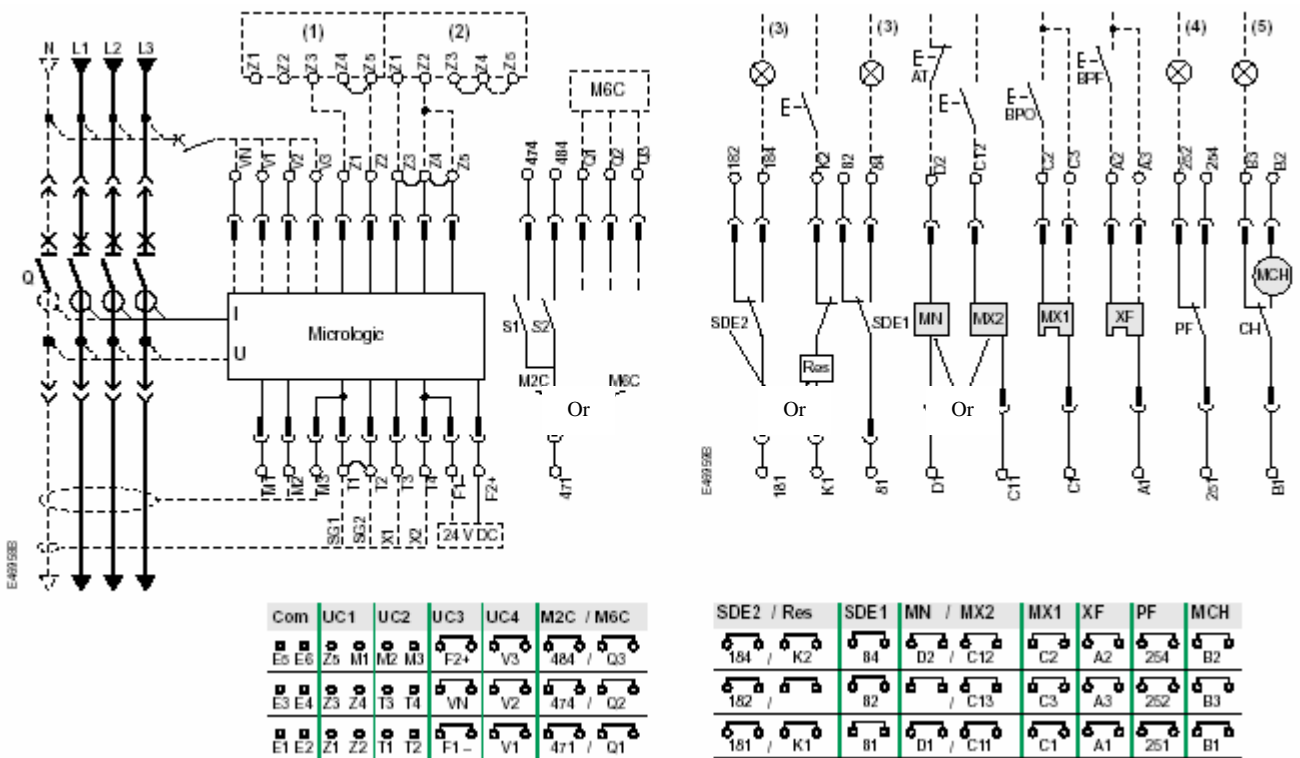 (1) (2)
N L1 L2 L3
Z1 Z2 Z3 Z4 Z5 Z1 Z2 Z3 Z4 Z5
M6C
VN V1 V2 V3 Z1 Z2 Z3 Z4 Z5
474 484 Q1 Q2 Q3
Q
I
U
Micrologic
S1 S2
M2C M6C
Or
M1 M2 M3 T1 T2 T3 T4 F1– F2+
471
SG1 SG2 X1 X2
24 V DC
E46958B
(3) (3) (4) (5)
E AT
E
E
E BPO
E BPF
182 184 K2 82 84 D2 C12 C2 C3 A2 A3 252 254 B3 B2
MCH
SDE2 SDE1 MN MX2 MX1 XF PF CH
Res
Or Or
181 K1 81 D1 C11 C1 A1 251 B1
E46959B
Com UC1 UC2 UC3 UC4 M2C / M6C
E5 E6 Z5 M1 M2 M3 F2+ V3 484 / Q3
E3 E4 Z3 Z4 T3 T4 VN V2 474 / Q2
E1 E2 Z1 Z2 T1 T2 F1 – V1 471 / Q1
SDE2 / Res SDE1 MN / MX2 MX1 XF PF MCH
184 / K2 84 D2 / C12 C2 A2 254 B2
182 / 82 / C13 C3 A3 252 B3
181 / K1 81 D1 / C11 C1 A1 251 B1